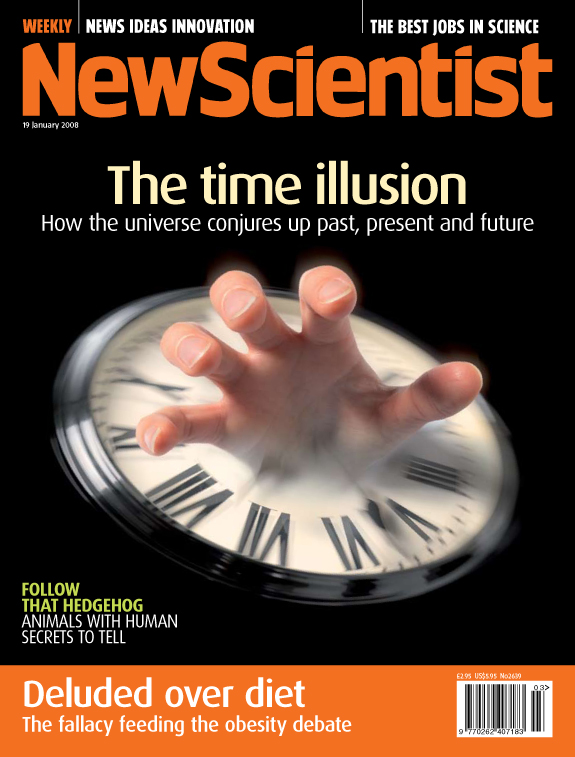 WEEKLY NEWS IDEAS INNOVATION THE BEST JOBS IN SCIENCE
NewScientist
19 January 2008
The time illusion
How the universe conjures up past, present and future
FOLLOW
THAT HEDGEHOG
ANIMALS WITH HUMAN
SECRETS TO TELL
Deluded over diet
The fallacy feeding the obesity debate
£2.95 US$5.95 No2639
03>
9 770262 407183